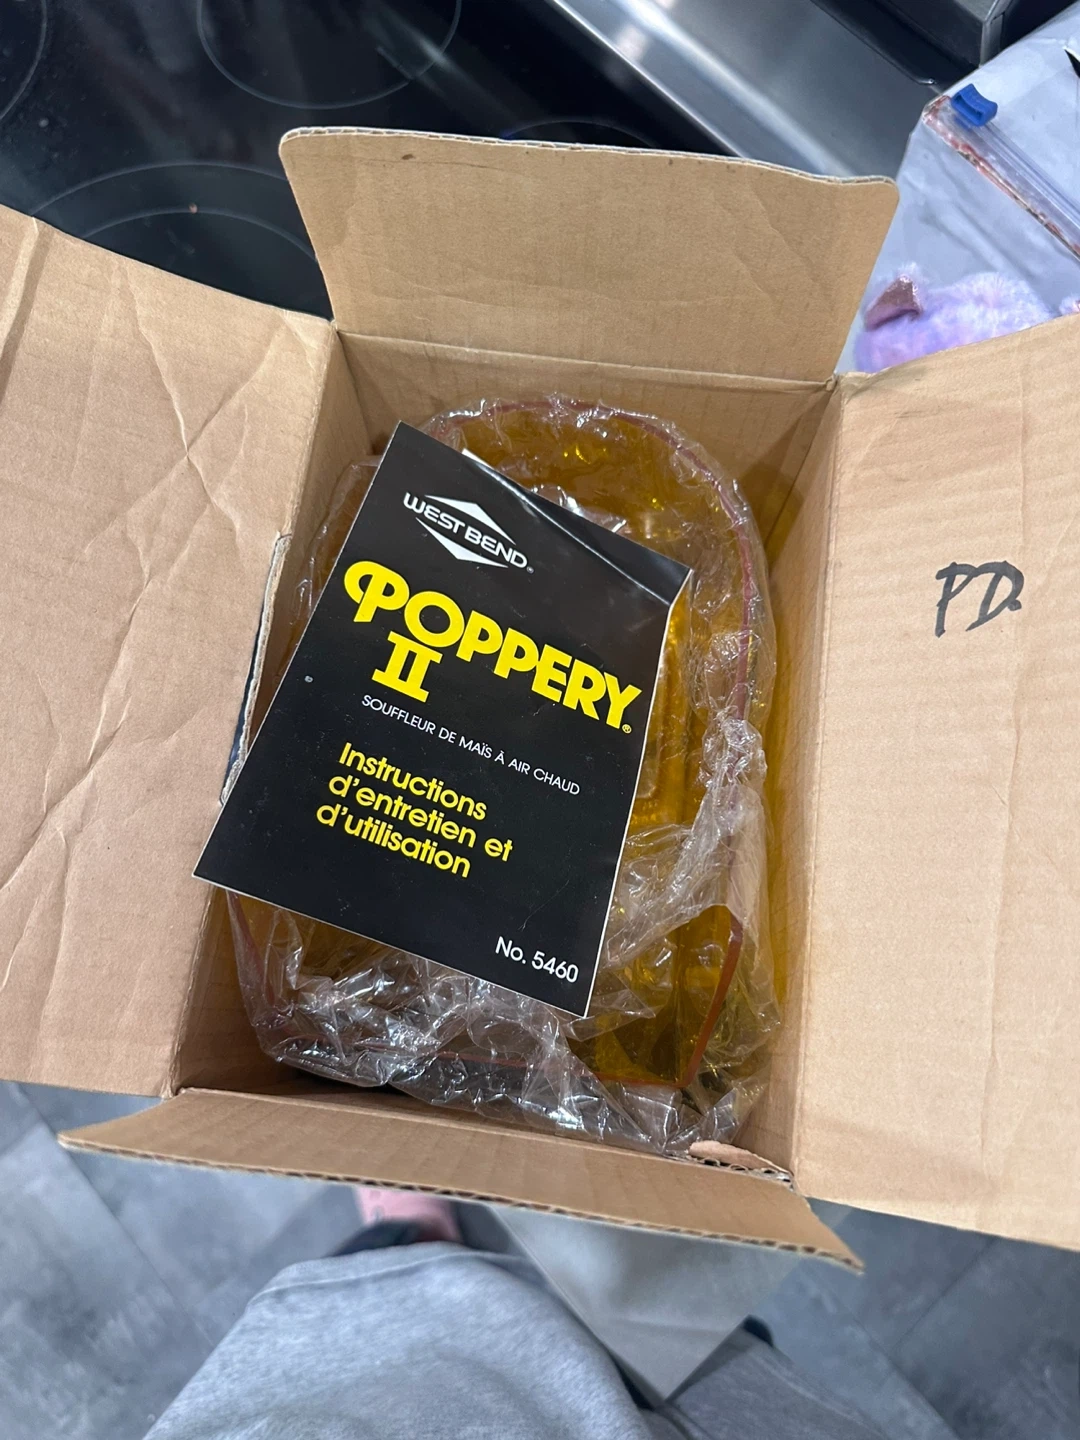 WEST BEND®
POPPERY®
II
SOUFFLEUR DE MAÏS À AIR CHAUD
Instructions
d'entretien et
d'utilisation
No. 5460
PD.